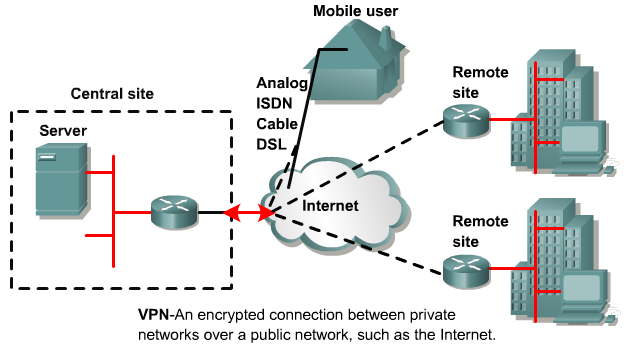 Mobile user
Analog
ISDN
Cable
DSL
Central site
Server
Remote
site
Internet
Remote
site
VPN-An encrypted connection between private
networks over a public network, such as the Internet.